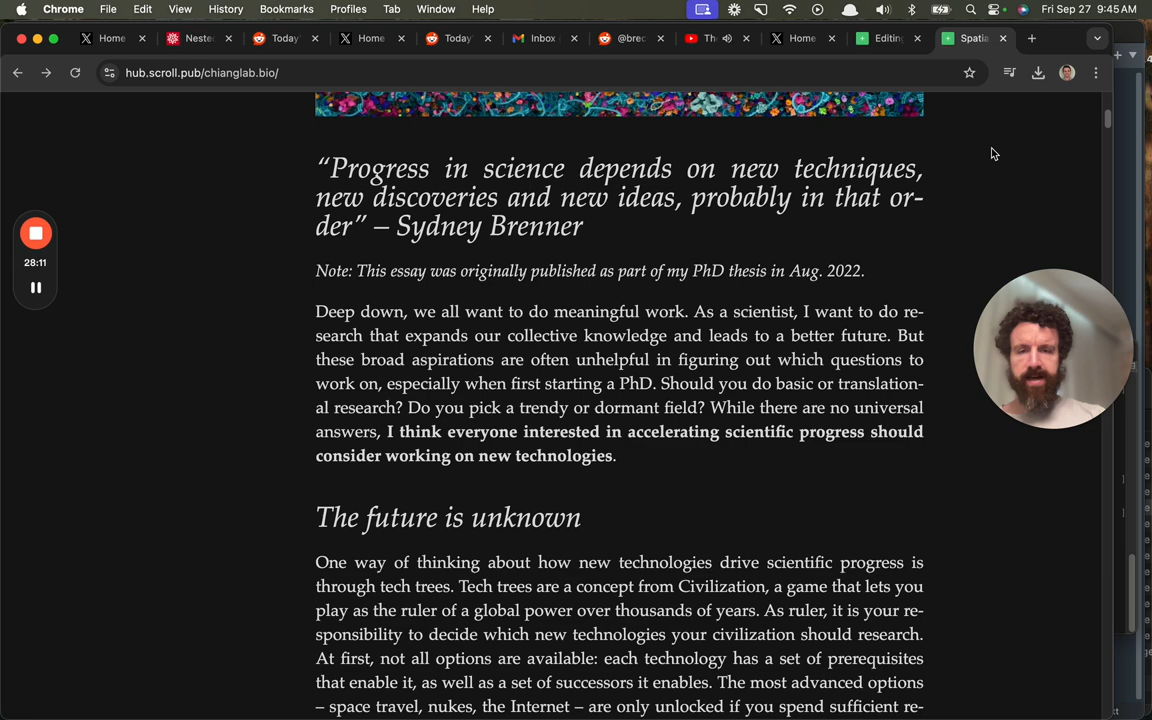 Chrome File Edit View History Bookmarks Profiles Tab Window Help Fri Sep 27 9:45 AM
Home Nester Today' Home Today' Inbox @brec The Home Editing Spatia
hub.scroll.pub/chianglab.bio/
“Progress in science depends on new techniques,
new discoveries and new ideas, probably in that or-
der” – Sydney Brenner
28:11
Note: This essay was originally published as part of my PhD thesis in Aug. 2022.
Deep down, we all want to do meaningful work. As a scientist, I want to do re-
search that expands our collective knowledge and leads to a better future. But
these broad aspirations are often unhelpful in figuring out which questions to
work on, especially when first starting a PhD. Should you do basic or translation-
al research? Do you pick a trendy or dormant field? While there are no universal
answers, I think everyone interested in accelerating scientific progress should
consider working on new technologies.
The future is unknown
One way of thinking about how new technologies drive scientific progress is
through tech trees. Tech trees are a concept from Civilization, a game that lets you
play as the ruler of a global power over thousands of years. As ruler, it is your re-
sponsibility to decide which new technologies your civilization should research.
At first, not all options are available: each technology has a set of prerequisites
that enable it, as well as a set of successors it enables. The most advanced options
– space travel, nukes, the Internet – are only unlocked if you spend sufficient re-